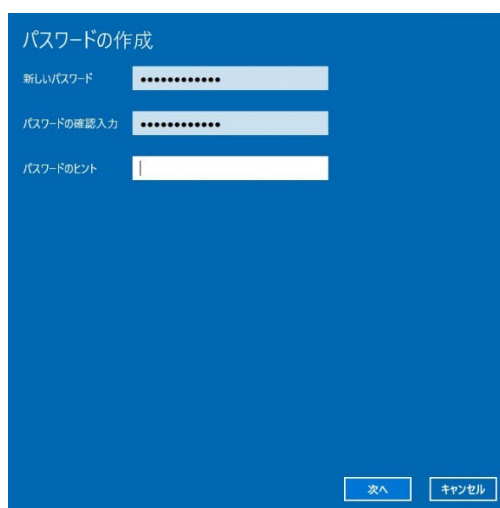 パスワードの作成
新しいパスワード ●●●●●●●●●●●●
パスワードの確認入力 ●●●●●●●●●●●●
パスワードのヒント
次へ キャンセル